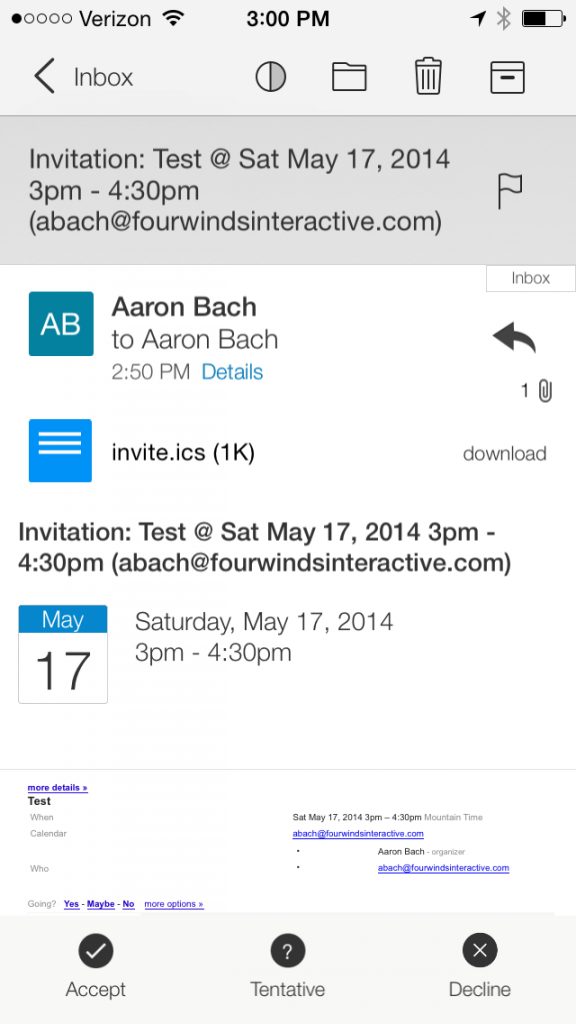 Verizon 3:00 PM
Inbox
Invitation: Test @ Sat May 17, 2014
3pm - 4:30pm
(abach@fourwindsinteractive.com)
Inbox
AB
Aaron Bach
to Aaron Bach
2:50 PM Details
1
invite.ics (1K)
download
Invitation: Test @ Sat May 17, 2014 3pm -
4:30pm (abach@fourwindsinteractive.com)
May
17
Saturday, May 17, 2014
3pm - 4:30pm
more details »
Test
When Sat May 17, 2014 3pm – 4:30pm Mountain Time
Calendar abach@fourwindsinteractive.com
• Aaron Bach - organizer
Who • abach@fourwindsinteractive.com
Going? Yes - Maybe - No more options »
?
Accept Tentative Decline